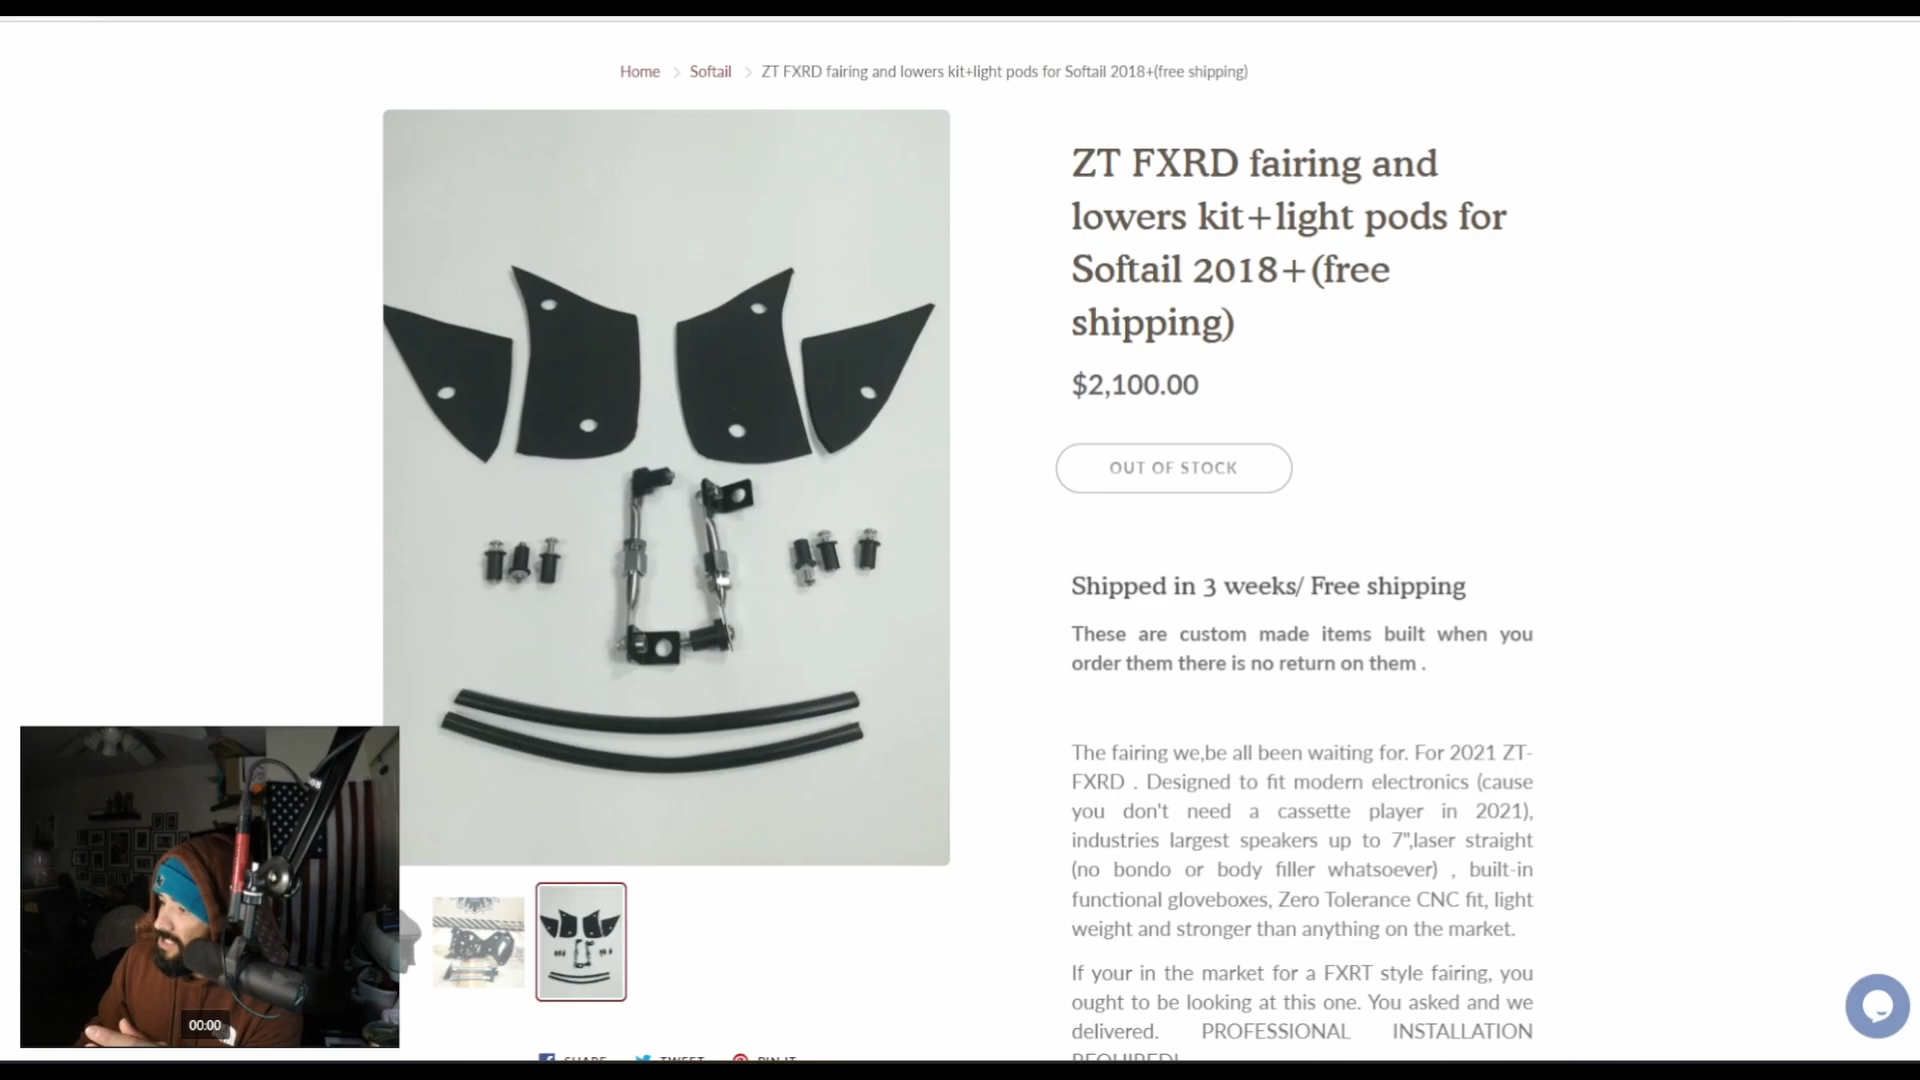 Home > Softail > ZT FXRD fairing and lowers kit+light pods for Softail 2018+(free shipping)
ZT FXRD fairing and
lowers kit+light pods for
Softail 2018+(free
shipping)
$2,100.00
OUT OF STOCK
Shipped in 3 weeks/ Free shipping
These are custom made items built when you
order them there is no return on them .
The fairing we,be all been waiting for. For 2021 ZT-
FXRD . Designed to fit modern electronics (cause
you don't need a cassette player in 2021),
industries largest speakers up to 7",laser straight
(no bondo or body filler whatsoever) , built-in
functional gloveboxes, Zero Tolerance CNC fit, light
weight and stronger than anything on the market.
If your in the market for a FXRT style fairing, you
ought to be looking at this one. You asked and we
delivered. PROFESSIONAL INSTALLATION
REQUIRED!
00:00
SHARE TWEET PIN IT